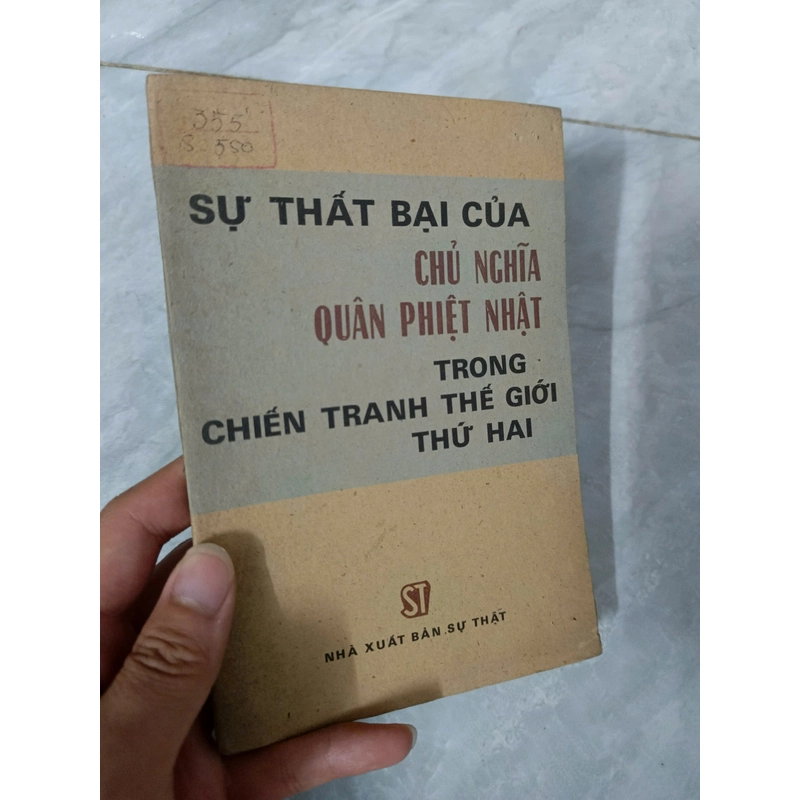 355
S 550
SỰ THẤT BẠI CỦA
CHỦ NGHĨA
QUÂN PHIỆT NHẬT
TRONG
CHIẾN TRANH THẾ GIỚI
THỨ HAI
ST
NHÀ XUẤT BẢN SỰ THẬT